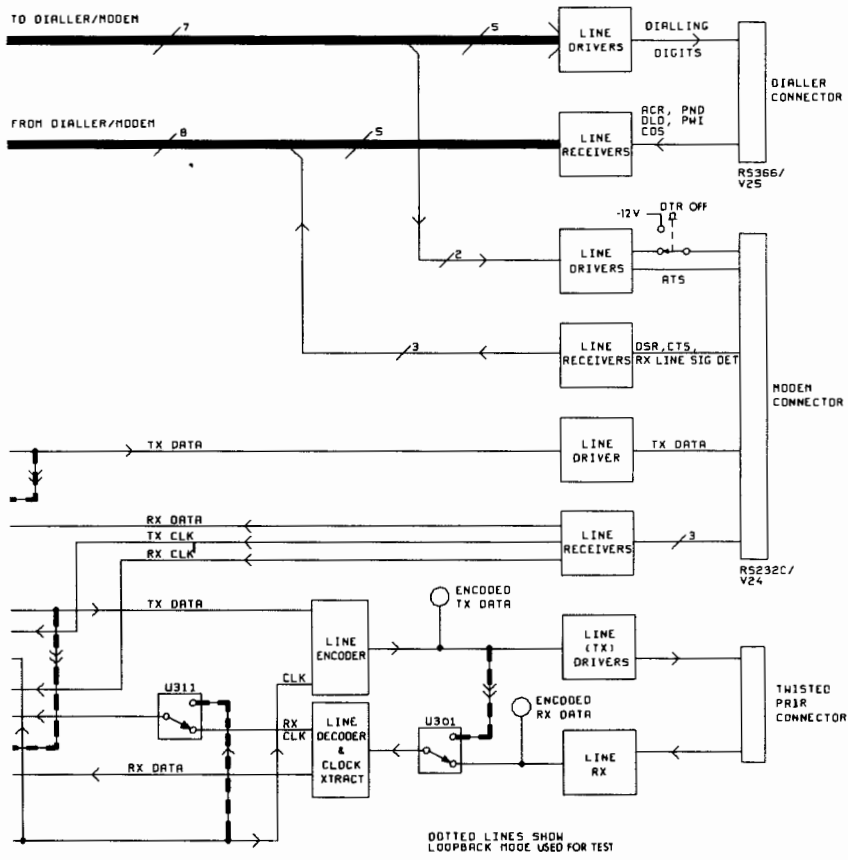 TO DIALLER/MODEM
7
5
LINE
DRIVERS
DIALLING
DIGITS
DIALLER
CONNECTOR
FROM DIALLER/MODEM
8
5
LINE
RECEIVERS
ACR, PND
DLO, PWI
COS
RS366/
V25
-12V
DTR OFF
2
LINE
DRIVERS
RTS
3
LINE
RECEIVERS
DSR,CTS,
RX LINE SIG DET
MODEM
CONNECTOR
TX DATA
LINE
DRIVER
TX DATA
RX DATA
TX CLK
RX CLK
LINE
RECEIVERS
3
RS232C/
V24
TX DATA
LINE
ENCODER
ENCODED
TX DATA
LINE
(TX)
DRIVERS
CLK
U311
RX
CLK
LINE
DECODER
&
CLOCK
XTRACT
U301
ENCODED
RX DATA
TWISTED
PAIR
CONNECTOR
LINE
RX
RX DATA
DOTTED LINES SHOW
LOOPBACK MODE USED FOR TEST